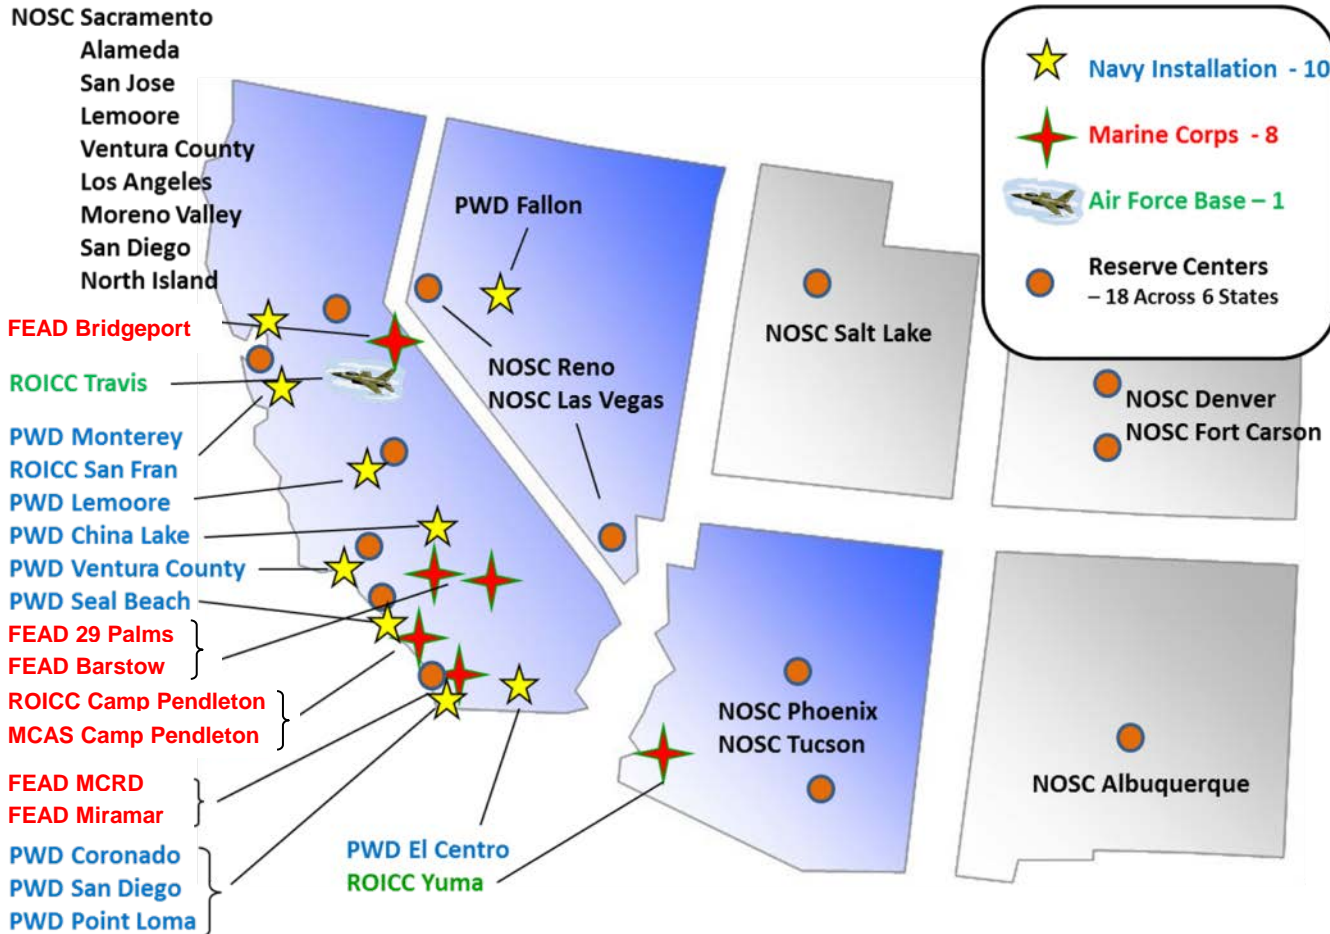 NOSC Sacramento
Alameda
San Jose
Lemoore
Ventura County
Los Angeles
Moreno Valley
San Diego
North Island
FEAD Bridgeport
ROICC Travis
PWD Monterey
ROICC San Fran
PWD Lemoore
PWD China Lake
PWD Ventura County
PWD Seal Beach
FEAD 29 Palms
FEAD Barstow
ROICC Camp Pendleton
MCAS Camp Pendleton
FEAD MCRD
FEAD Miramar
PWD Coronado
PWD San Diego
PWD Point Loma
PWD El Centro
ROICC Yuma
PWD Fallon
NOSC Reno
NOSC Las Vegas
NOSC Salt Lake
NOSC Phoenix
NOSC Tucson
NOSC Denver
NOSC Fort Carson
NOSC Albuquerque
Navy Installation - 10
Marine Corps - 8
Air Force Base – 1
Reserve Centers
– 18 Across 6 States